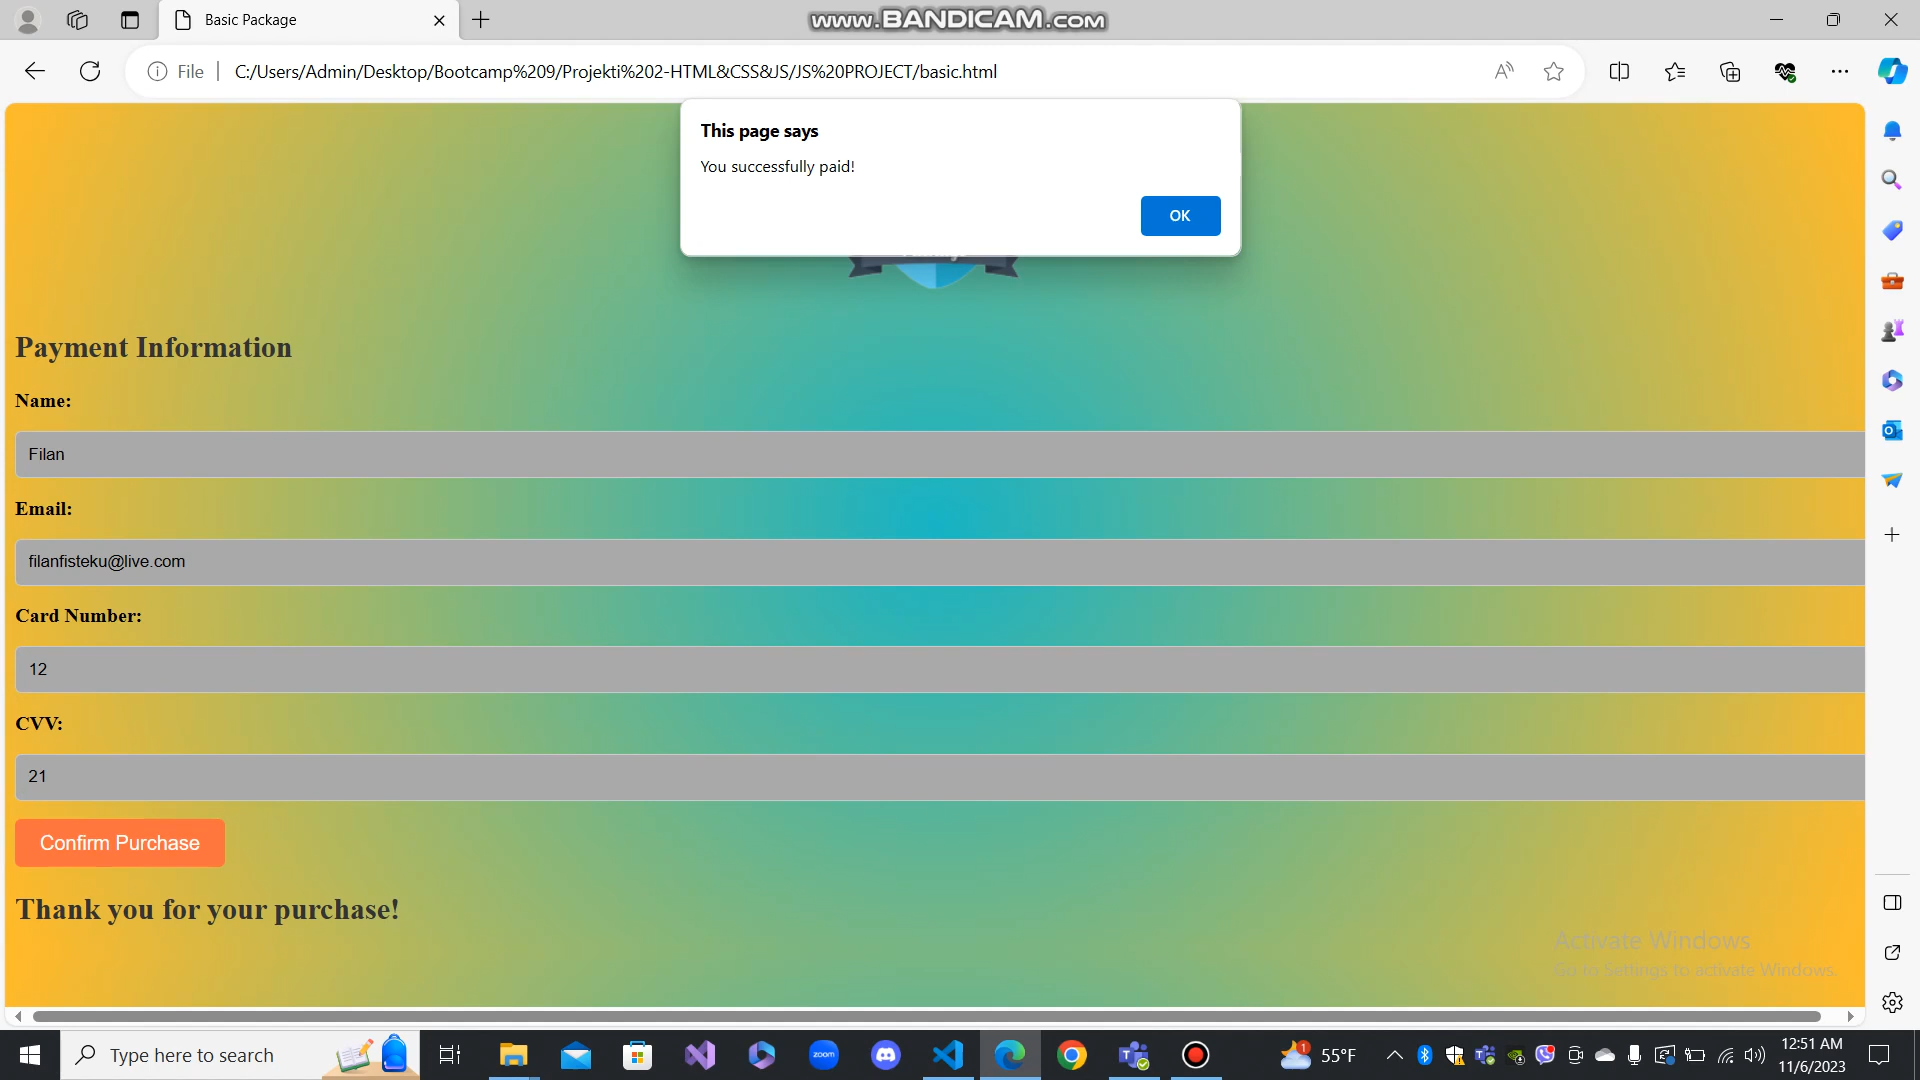 Basic Package
www.BANDICAM.com
File
C:/Users/Admin/Desktop/Bootcamp%209/Projekti%202-HTML&CSS&JS/JS%20PROJECT/basic.html
This page says
You successfully paid!
OK
Payment Information
Name:
Filan
Email:
filanfisteku@live.com
Card Number:
12
CVV:
21
Confirm Purchase
Thank you for your purchase!
Activate Windows
Go to Settings to activate Windows.
Type here to search
zoom
1
55°F
12:51 AM
11/6/2023